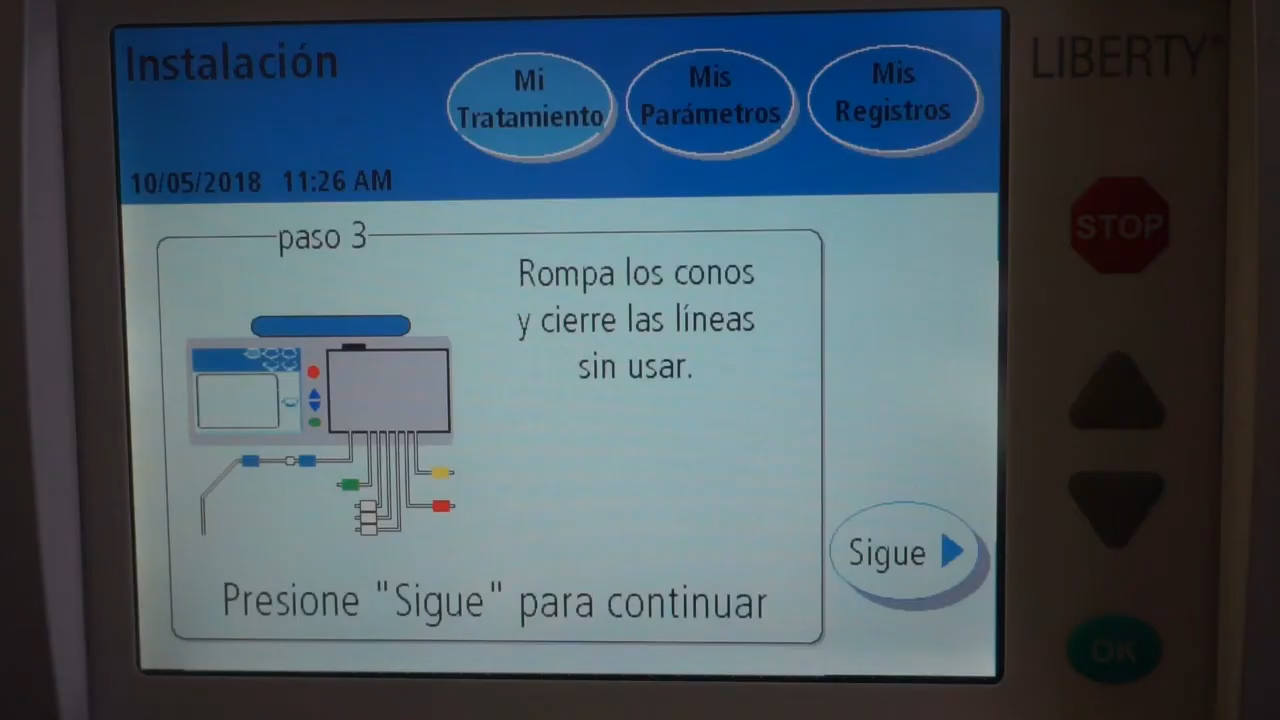 Instalación
Mi
Tratamiento
Mis
Parámetros
Mis
Registros
LIBERTY
10/05/2018 11:26 AM
STOP
paso 3
Rompa los conos
y cierre las líneas
sin usar.
Sigue
Presione "Sigue" para continuar
OK